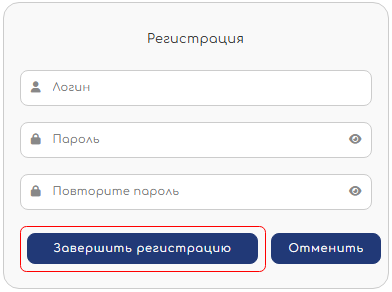 Регистрация
Логин
Пароль
Повторите пароль
Завершить регистрацию Отменить